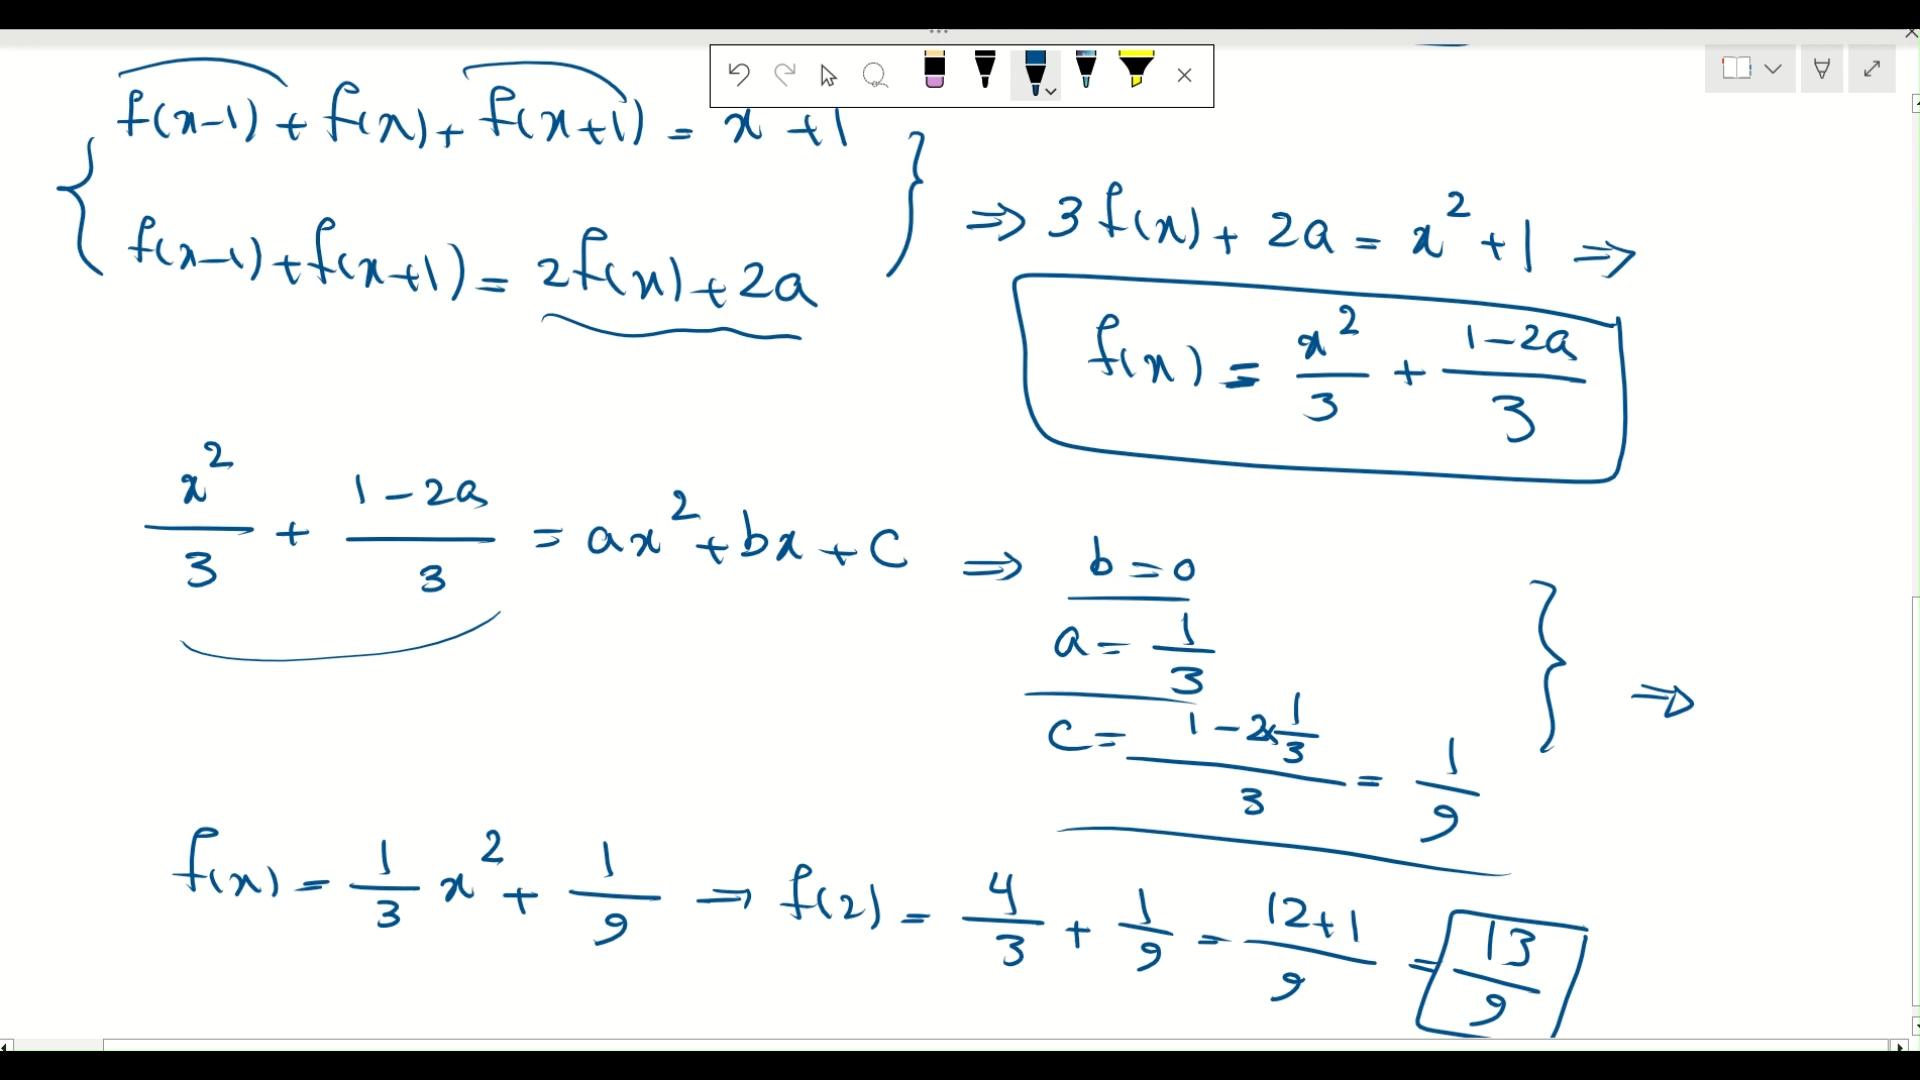 f(x-1) + f(x) + f(x+1) = x +1
f(x-1) + f(x+1) = 2f(x) + 2a
⇒ 3f(x) + 2a = x² + 1 ⇒
f(x) = x²/3 + (1-2a)/3
x²/3 + (1-2a)/3 = ax² + bx + c ⇒ b = 0
a = 1/3
c = (1-2×1/3)/3 = 1/9
⇒
f(x) = 1/3 x² + 1/9 ⇒ f(2) = 4/3 + 1/9 = (12+1)/9 = 13/9